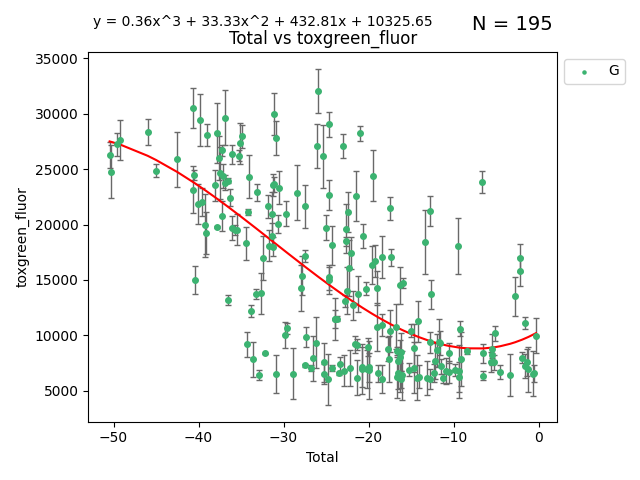 y = 0.36x^3 + 33.33x^2 + 432.81x + 10325.65
N = 195
Total vs toxgreen_fluor
G
toxgreen_fluor
35000
30000
25000
20000
15000
10000
5000
−50 −40 −30 −20 −10 0
Total